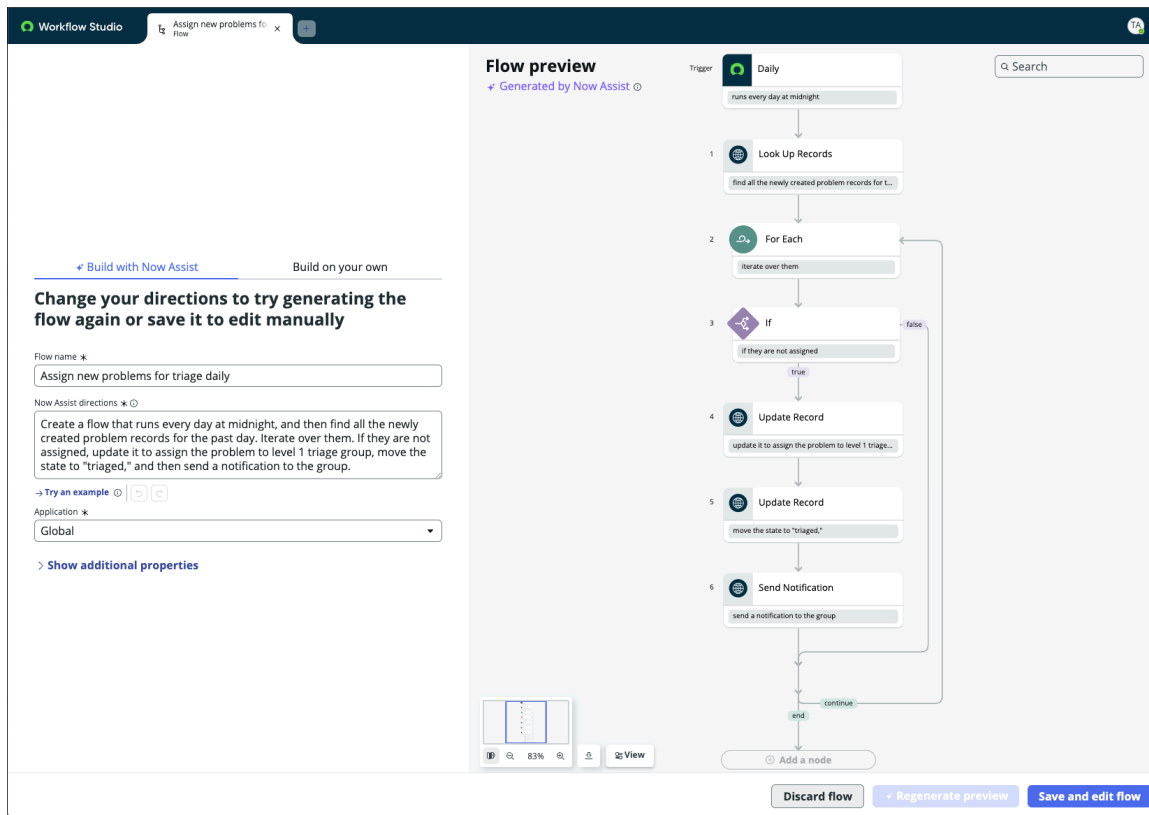 Workflow Studio
Assign new problems fo
Flow
TA
Build with Now Assist
Build on your own
Change your directions to try generating the
flow again or save it to edit manually
Flow name *
Assign new problems for triage daily
Now Assist directions *
Create a flow that runs every day at midnight, and then find all the newly
created problem records for the past day. Iterate over them. If they are not
assigned, update it to assign the problem to level 1 triage group, move the
state to "triaged," and then send a notification to the group.
Try an example
Application *
Global
Show additional properties
Flow preview
Generated by Now Assist
Search
Trigger
Daily
runs every day at midnight
1
Look Up Records
find all the newly created problem records for t...
2
For Each
iterate over them
3
If
false
if they are not assigned
true
4
Update Record
update it to assign the problem to level 1 triage...
5
Update Record
move the state to "triaged,"
6
Send Notification
send a notification to the group
continue
end
83%
View
Add a node
Discard flow
Regenerate preview
Save and edit flow